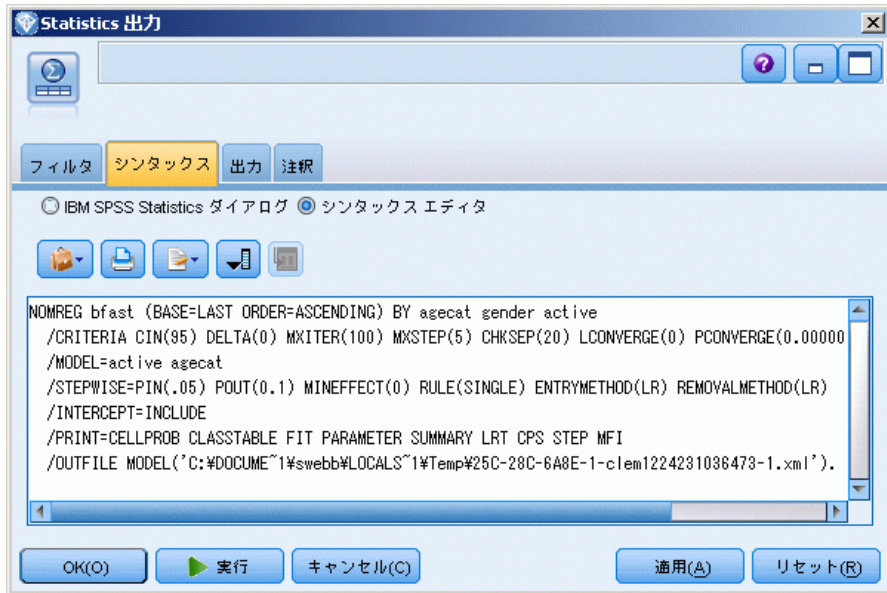 Statistics 出力
フィルタ シンタックス 出力 注釈
IBM SPSS Statistics ダイアログ シンタックス エディタ
NOMREG bfast (BASE=LAST ORDER=ASCENDING) BY agecat gender active
/CRITERIA CIN(95) DELTA(0) MXITER(100) MXSTEP(5) CHKSEP(20) LCONVERGE(0) PCONVERGE(0.00000
/MODEL=active agecat
/STEPWISE=PIN(.05) POUT(0.1) MINEFFECT(0) RULE(SINGLE) ENTRYMETHOD(LR) REMOVALMETHOD(LR)
/INTERCEPT=INCLUDE
/PRINT=CELLPROB CLASSTABLE FIT PARAMETER SUMMARY LRT CPS STEP MFI
/OUTFILE MODEL('C:¥DOCUME~1¥swebb¥LOCALS~1¥Temp¥25C-28C-6A8E-1-clem1224231036473-1.xml').
OK(O) 実行 キャンセル(C) 適用(A) リセット(R)